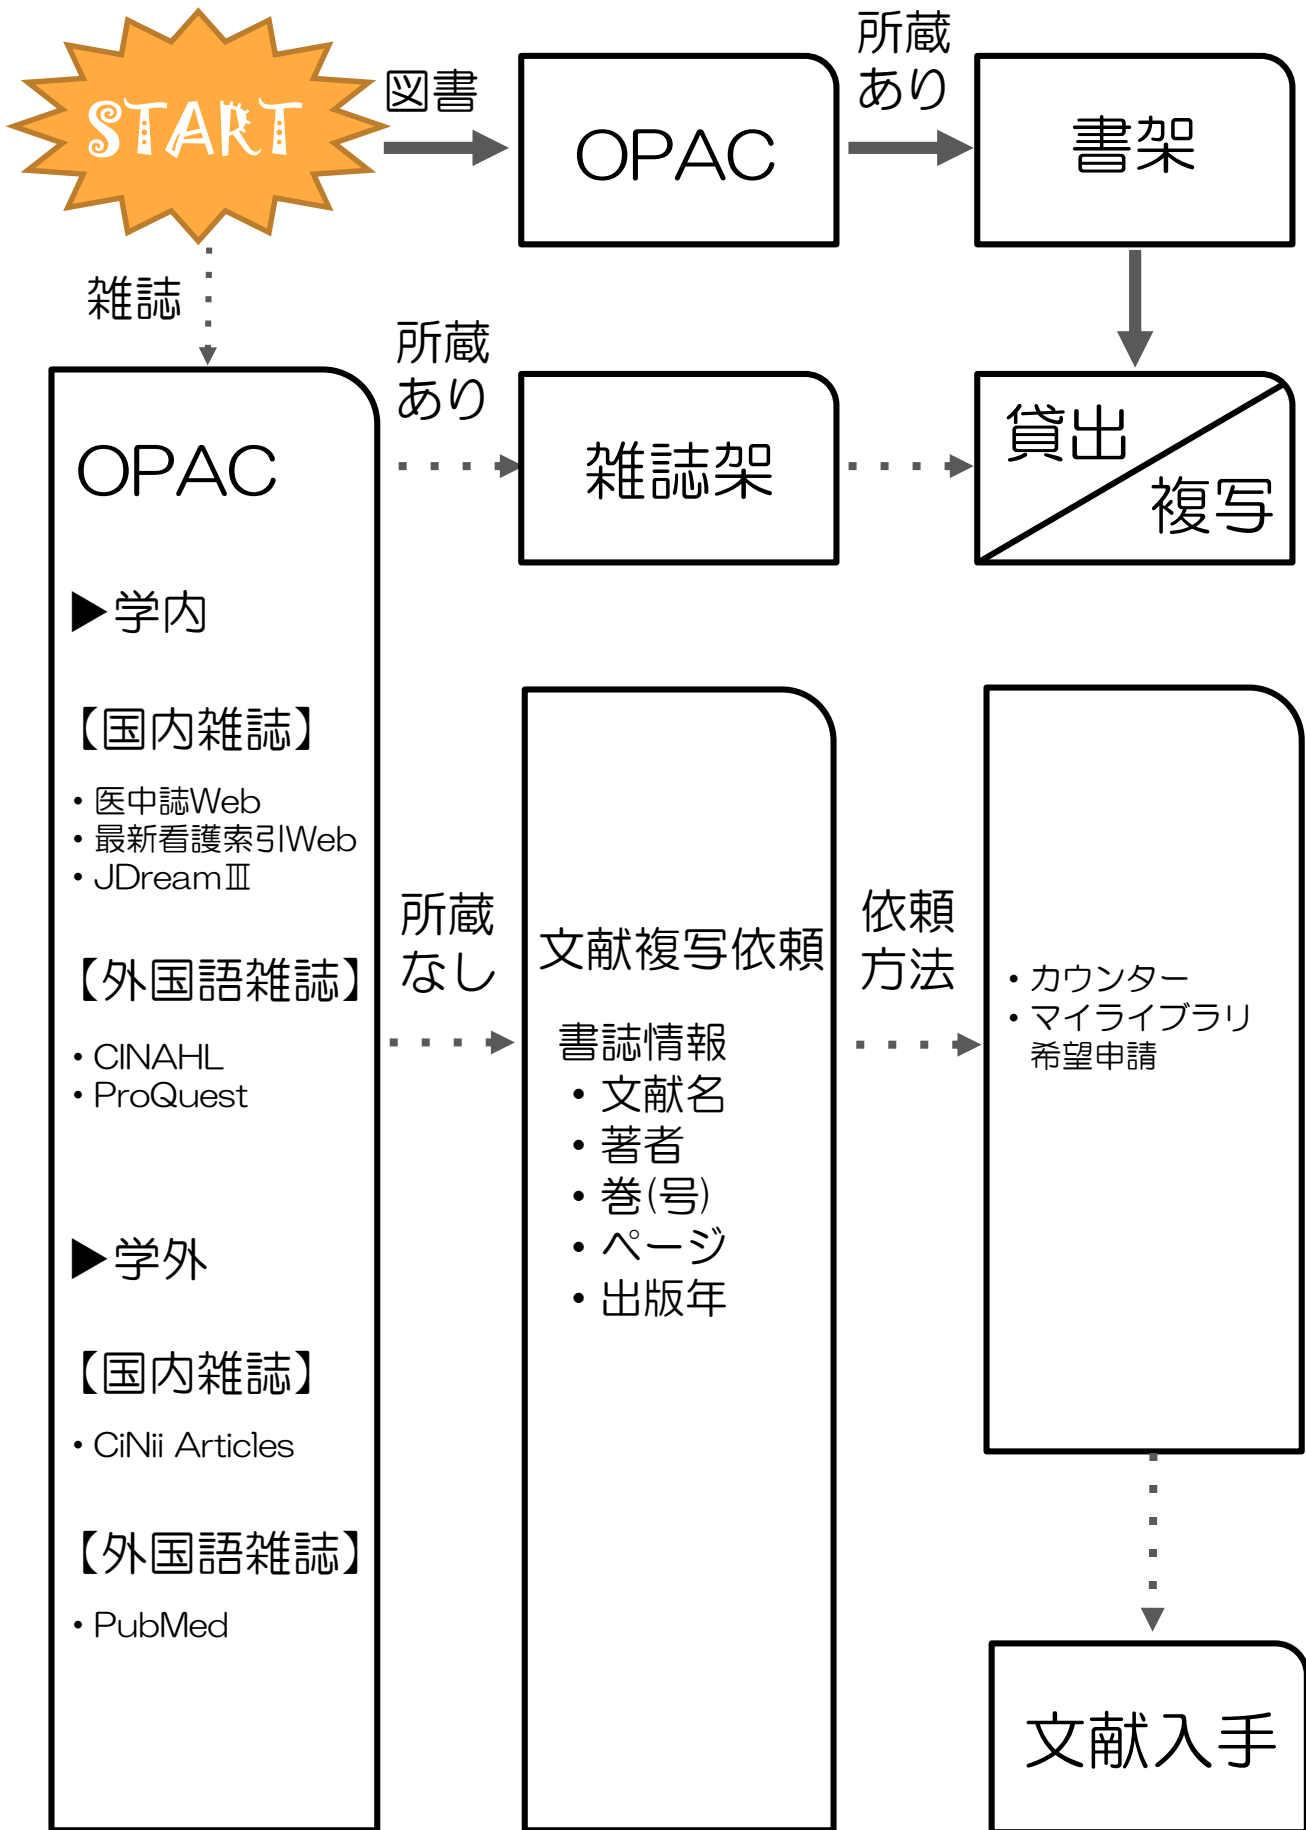 START
図書
OPAC
所蔵
あり
書架
雑誌
所蔵
あり
雑誌架
貸出
複写
OPAC
▶学内
【国内雑誌】
・医中誌Web
・最新看護索引Web
・JDreamⅢ
【外国語雑誌】
・CINAHL
・ProQuest
▶学外
【国内雑誌】
・CiNii Articles
【外国語雑誌】
・PubMed
所蔵
なし
文献複写依頼
書誌情報
・文献名
・著者
・巻(号)
・ページ
・出版年
依頼
方法
・カウンター
・マイライブラリ
希望申請
文献入手